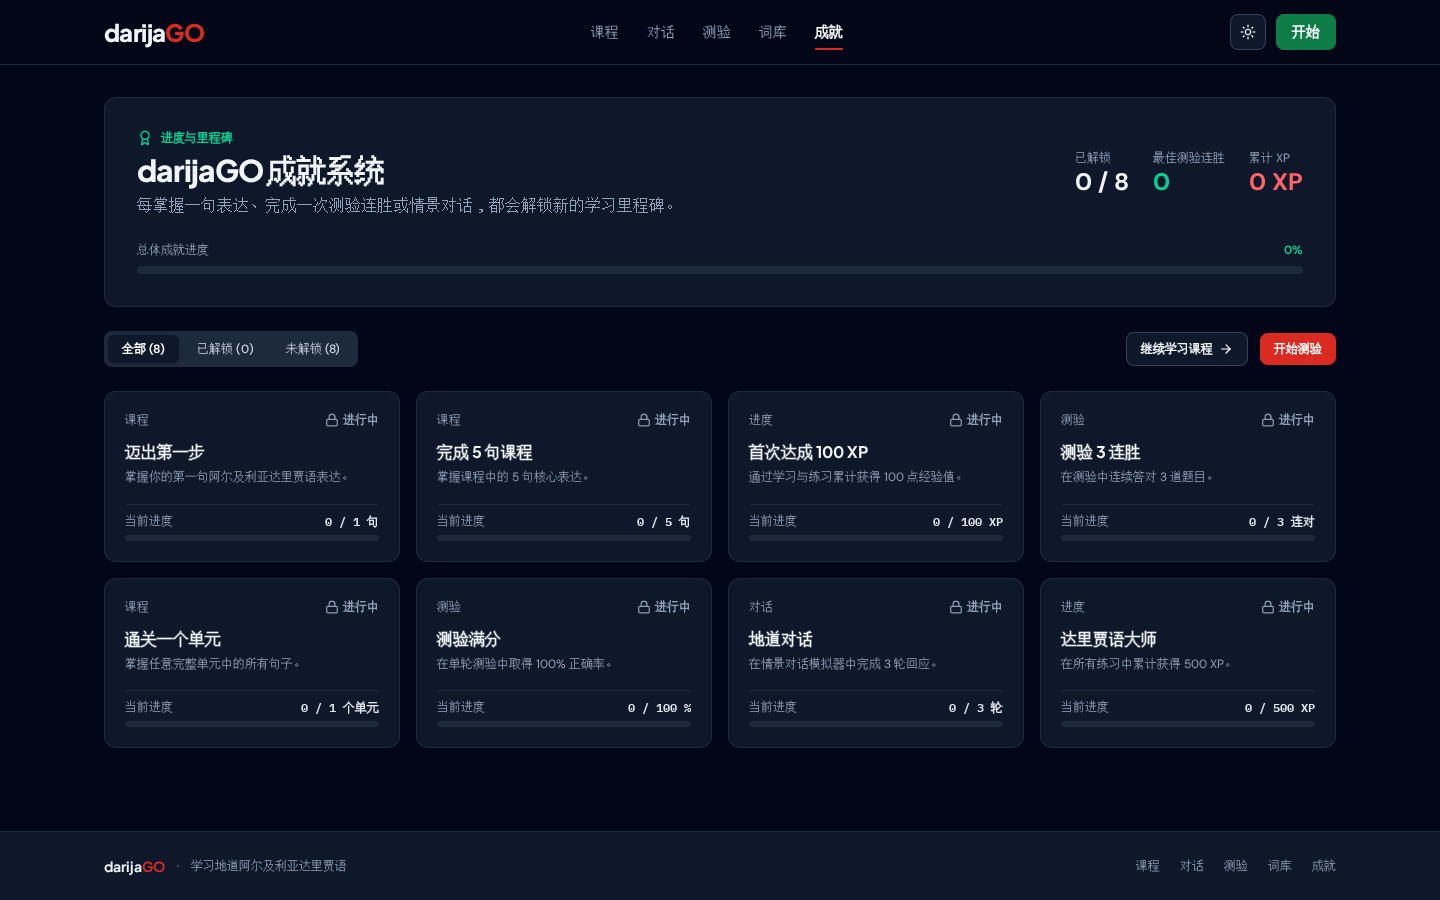 darijaGO
课程
对话
测验
词库
成就
开始
进度与里程碑
darijaGO 成就系统
每掌握一句表达、完成一次测验连胜或情景对话，都会解锁新的学习里程碑。
已解锁
0 / 8
最佳测验连胜
0
累计 XP
0 XP
总体成就进度
0%
全部 (8)
已解锁 (0)
未解锁 (8)
继续学习课程 →
开始测验
课程
进行中
迈出第一步
掌握你的第一句阿尔及利亚达里贾语表达。
当前进度
0 / 1 句
课程
进行中
完成 5 句课程
掌握课程中的 5 句核心表达。
当前进度
0 / 5 句
进度
进行中
首次达成 100 XP
通过学习与练习累计获得 100 点经验值。
当前进度
0 / 100 XP
测验
进行中
测验 3 连胜
在测验中连续答对 3 道题目。
当前进度
0 / 3 连对
课程
进行中
通关一个单元
掌握任意完整单元中的所有句子。
当前进度
0 / 1 个单元
测验
进行中
测验满分
在单轮测验中取得 100% 正确率。
当前进度
0 / 100 %
对话
进行中
地道对话
在情景对话模拟器中完成 3 轮回应。
当前进度
0 / 3 轮
进度
进行中
达里贾语大师
在所有练习中累计获得 500 XP。
当前进度
0 / 500 XP
darijaGO · 学习地道阿尔及利亚达里贾语
课程
对话
测验
词库
成就